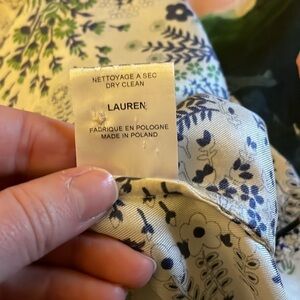 NETTOYAGE A SEC
DRY CLEAN
LAUREN
FABRIQUE EN POLOGNE
MADE IN POLAND